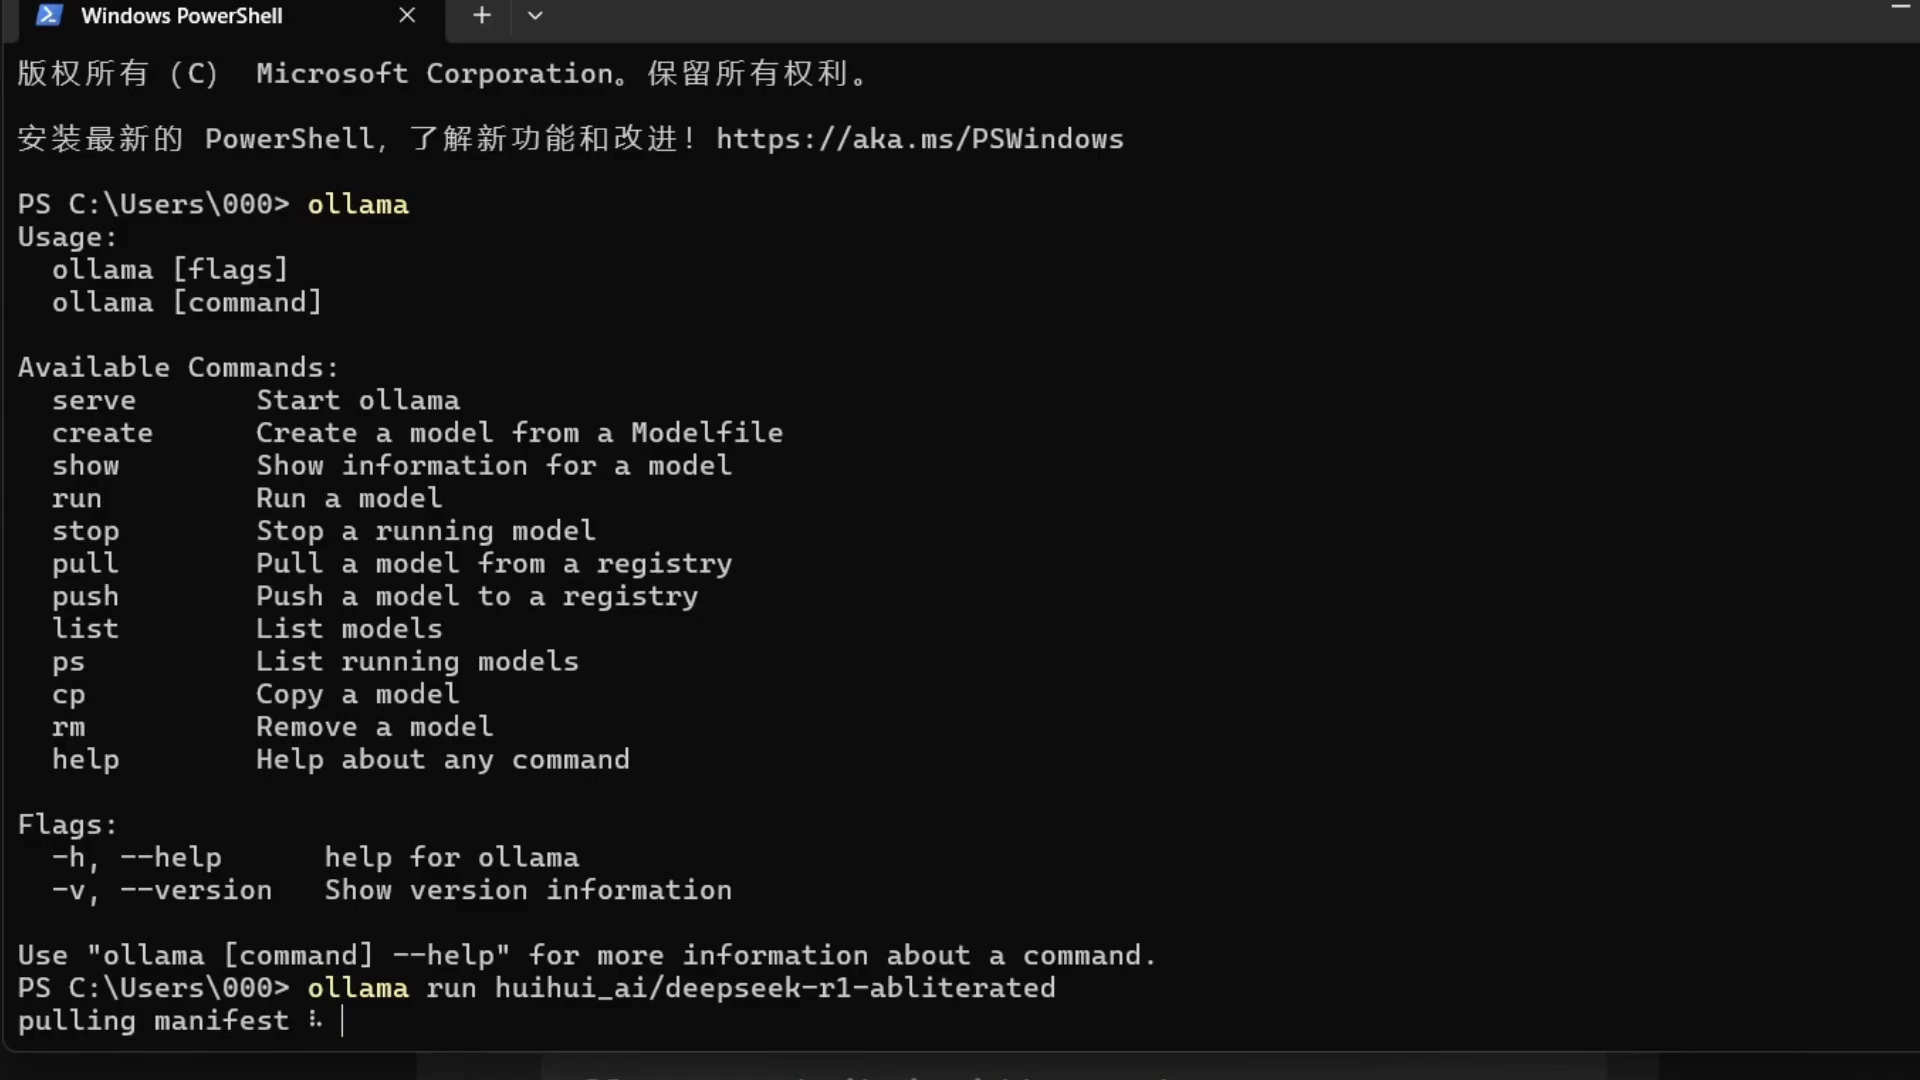 Windows PowerShell
版权所有 (C)  Microsoft Corporation。保留所有权利。
安装最新的 PowerShell，了解新功能和改进！https://aka.ms/PSWindows
PS C:\Users\000> ollama
Usage:
  ollama [flags]
  ollama [command]
Available Commands:
  serve       Start ollama
  create      Create a model from a Modelfile
  show        Show information for a model
  run         Run a model
  stop        Stop a running model
  pull        Pull a model from a registry
  push        Push a model to a registry
  list        List models
  ps          List running models
  cp          Copy a model
  rm          Remove a model
  help        Help about any command
Flags:
  -h, --help      help for ollama
  -v, --version   Show version information
Use "ollama [command] --help" for more information about a command.
PS C:\Users\000> ollama run huihui_ai/deepseek-r1-abliterated
pulling manifest